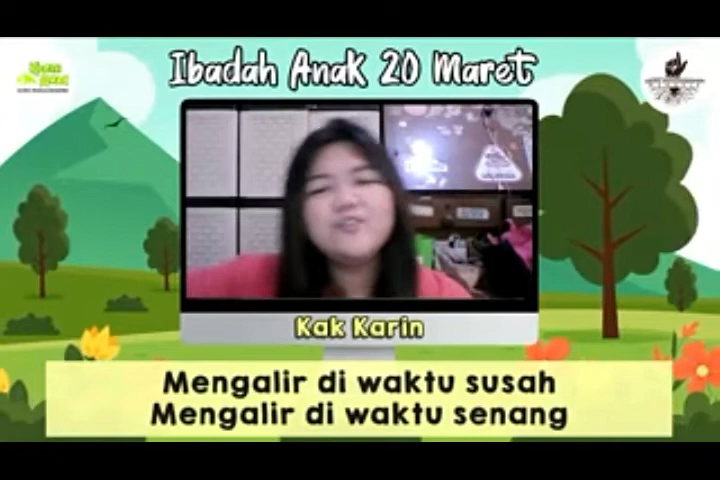 Ibadah Anak 20 Maret
Kak Karin
Mengalir di waktu susah
Mengalir di waktu senang